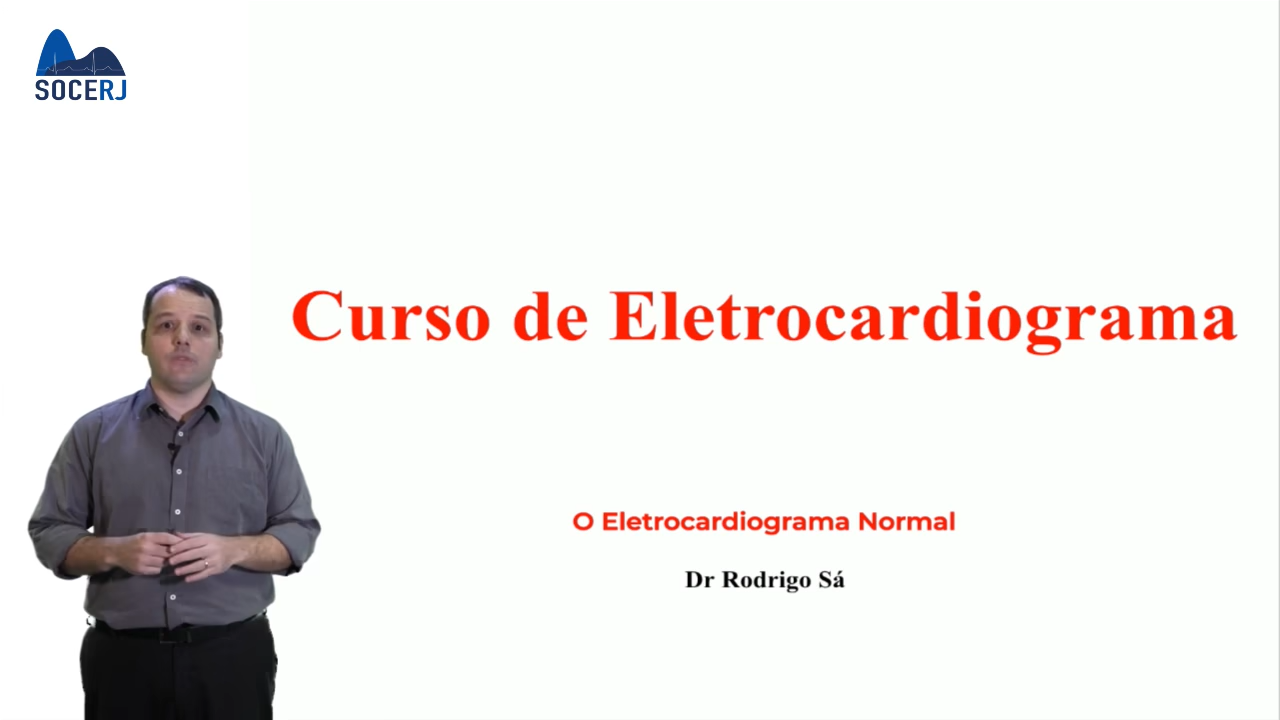 SOCERJ
Curso de Eletrocardiograma
O Eletrocardiograma Normal
Dr Rodrigo Sá